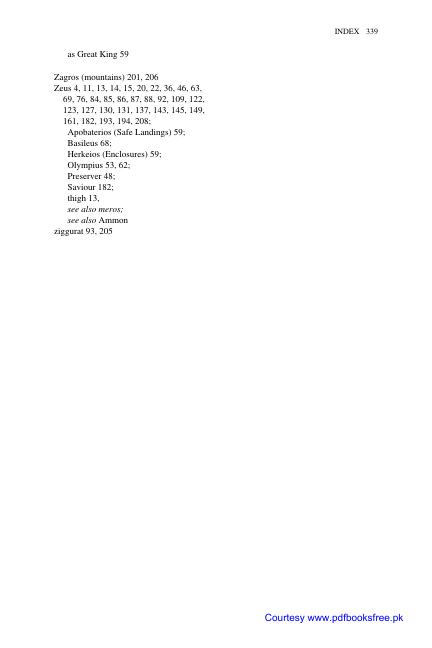 INDEX 339
as Great King 59
Zagros (mountains) 201, 206
Zeus 4, 11, 13, 14, 15, 20, 22, 36, 46, 63,
69, 76, 84, 85, 86, 87, 88, 92, 109, 122,
123, 127, 130, 131, 137, 143, 145, 149,
161, 182, 193, 194, 208;
Apobaterios (Safe Landings) 59;
Basileus 68;
Herkeios (Enclosures) 59;
Olympius 53, 62;
Preserver 48;
Saviour 182;
thigh 13,
see also meros;
see also Ammon
ziggurat 93, 205
Courtesy www.pdfbooksfree.pk